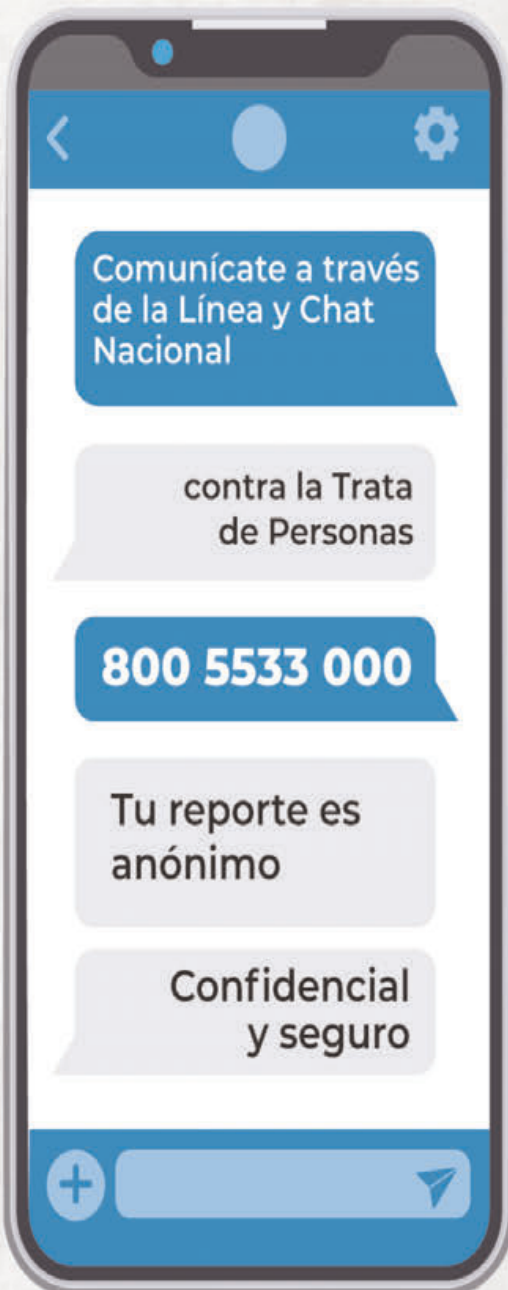 Comunícate a través
de la Línea y Chat
Nacional
contra la Trata
de Personas
800 5533 000
Tu reporte es
anónimo
Confidencial
y seguro